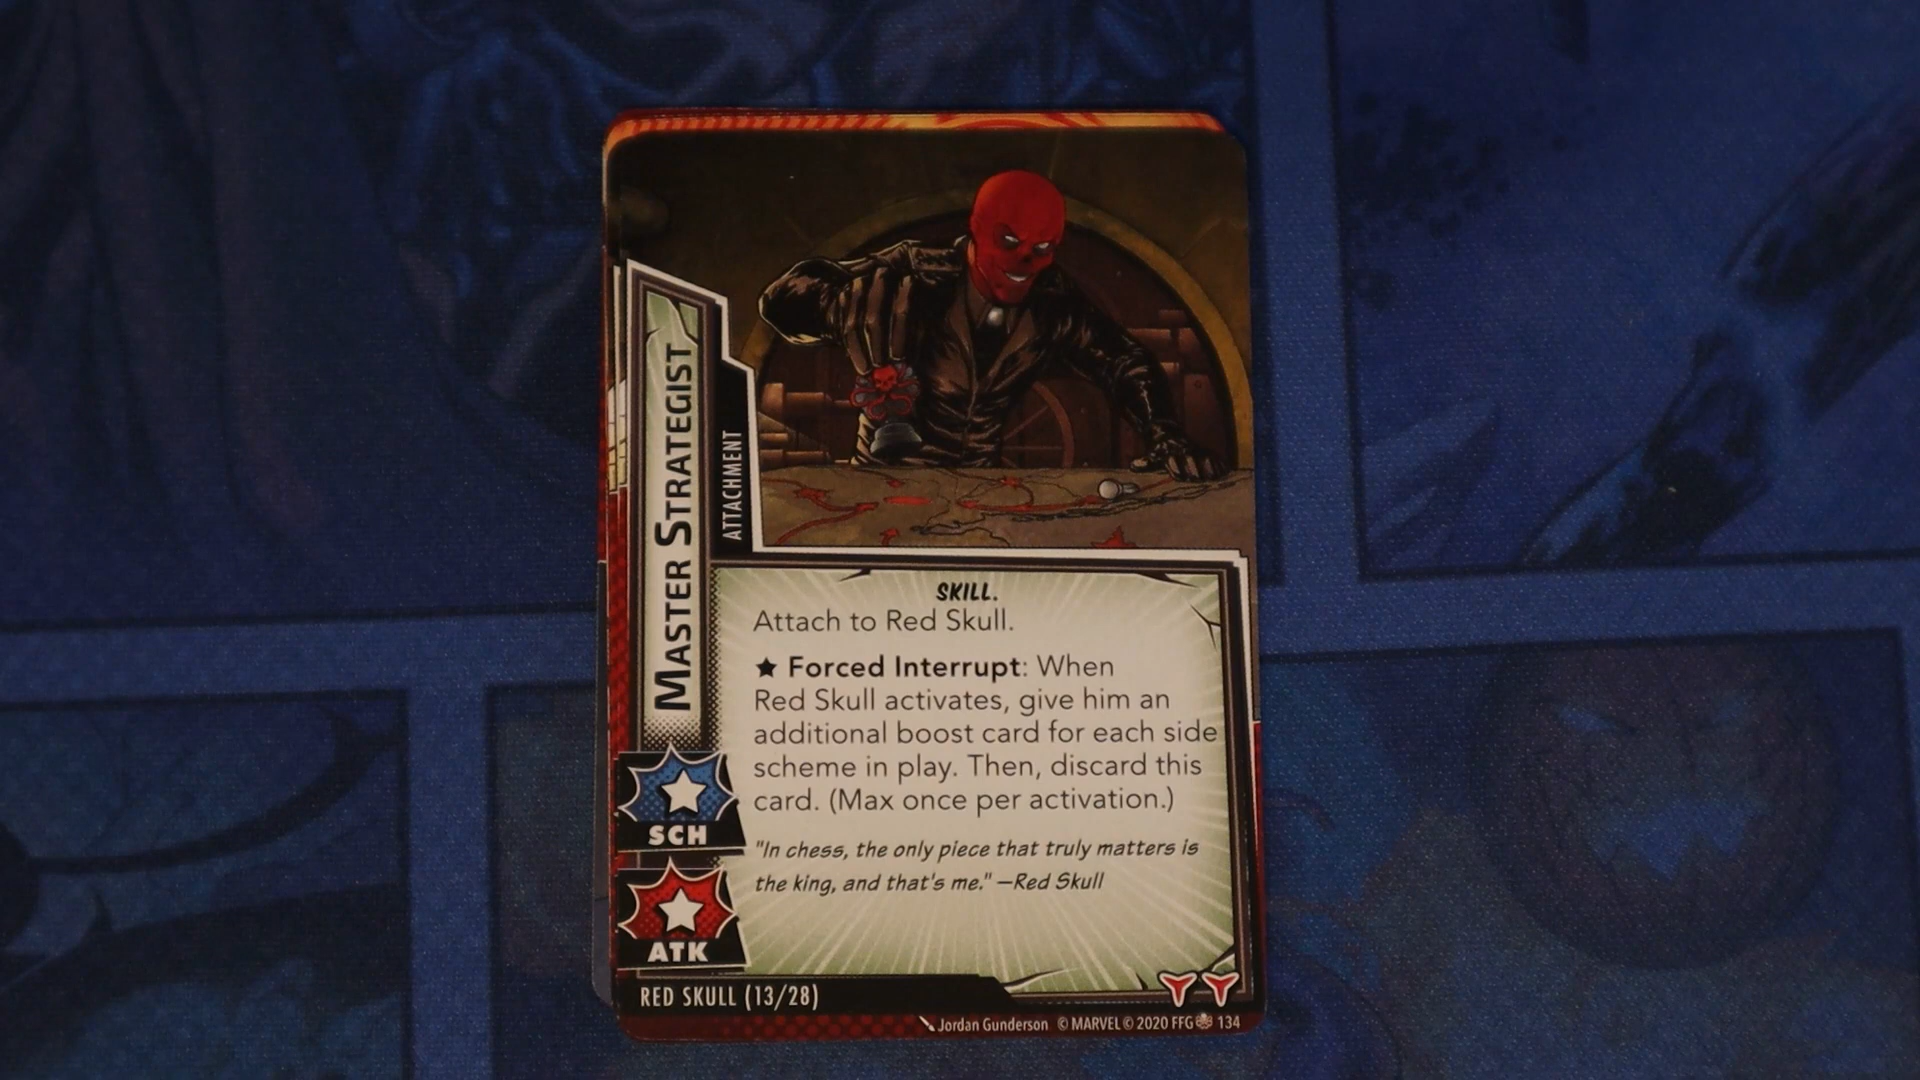 MASTER STRATEGIST
ATTACHMENT
SKILL.
Attach to Red Skull.
★ Forced Interrupt: When
Red Skull activates, give him an
additional boost card for each side
scheme in play. Then, discard this
card. (Max once per activation.)
"In chess, the only piece that truly matters is
the king, and that's me." —Red Skull
SCH
ATK
RED SKULL (13/28)
Jordan Gunderson © MARVEL © 2020 FFG 134